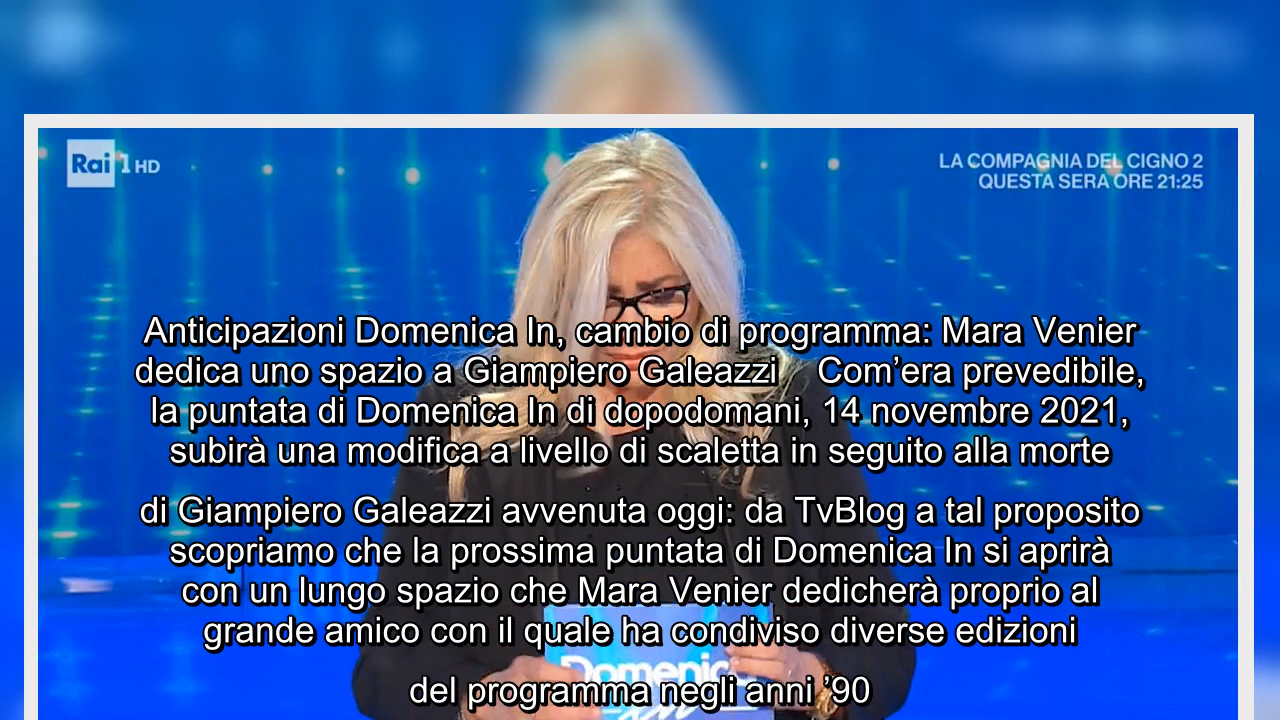 Rai 1 HD
LA COMPAGNIA DEL CIGNO 2
QUESTA SERA ORE 21:25
Anticipazioni Domenica In, cambio di programma: Mara Venier
dedica uno spazio a Giampiero Galeazzi Com’era prevedibile,
la puntata di Domenica In di dopodomani, 14 novembre 2021,
subirà una modifica a livello di scaletta in seguito alla morte
di Giampiero Galeazzi avvenuta oggi: da TvBlog a tal proposito
scopriamo che la prossima puntata di Domenica In si aprirà
con un lungo spazio che Mara Venier dedicherà proprio al
grande amico con il quale ha condiviso diverse edizioni
Domenica
in
del programma negli anni ’90